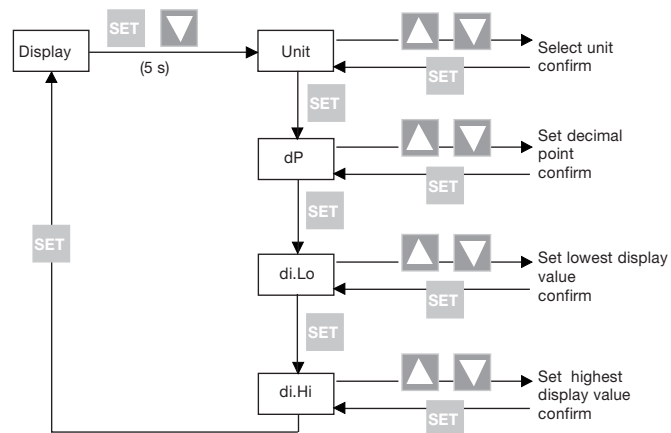 SET
Display
(5 s)
Unit
SET
Select unit
confirm
SET
dP
SET
Set decimal
point
confirm
SET
SET
di.Lo
SET
Set lowest display
value
confirm
SET
di.Hi
SET
Set highest
display value
confirm